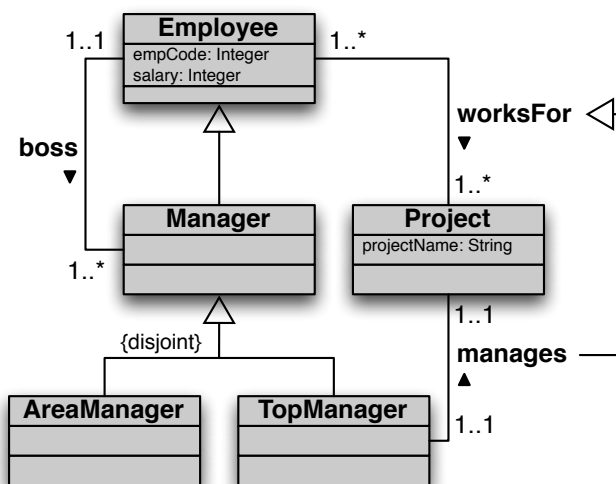 Employee
1..1
empCode: Integer
1..*
salary: Integer
worksFor
boss
1..*
Manager
Project
projectName: String
1..*
1..1
{disjoint}
manages
AreaManager
TopManager
1..1